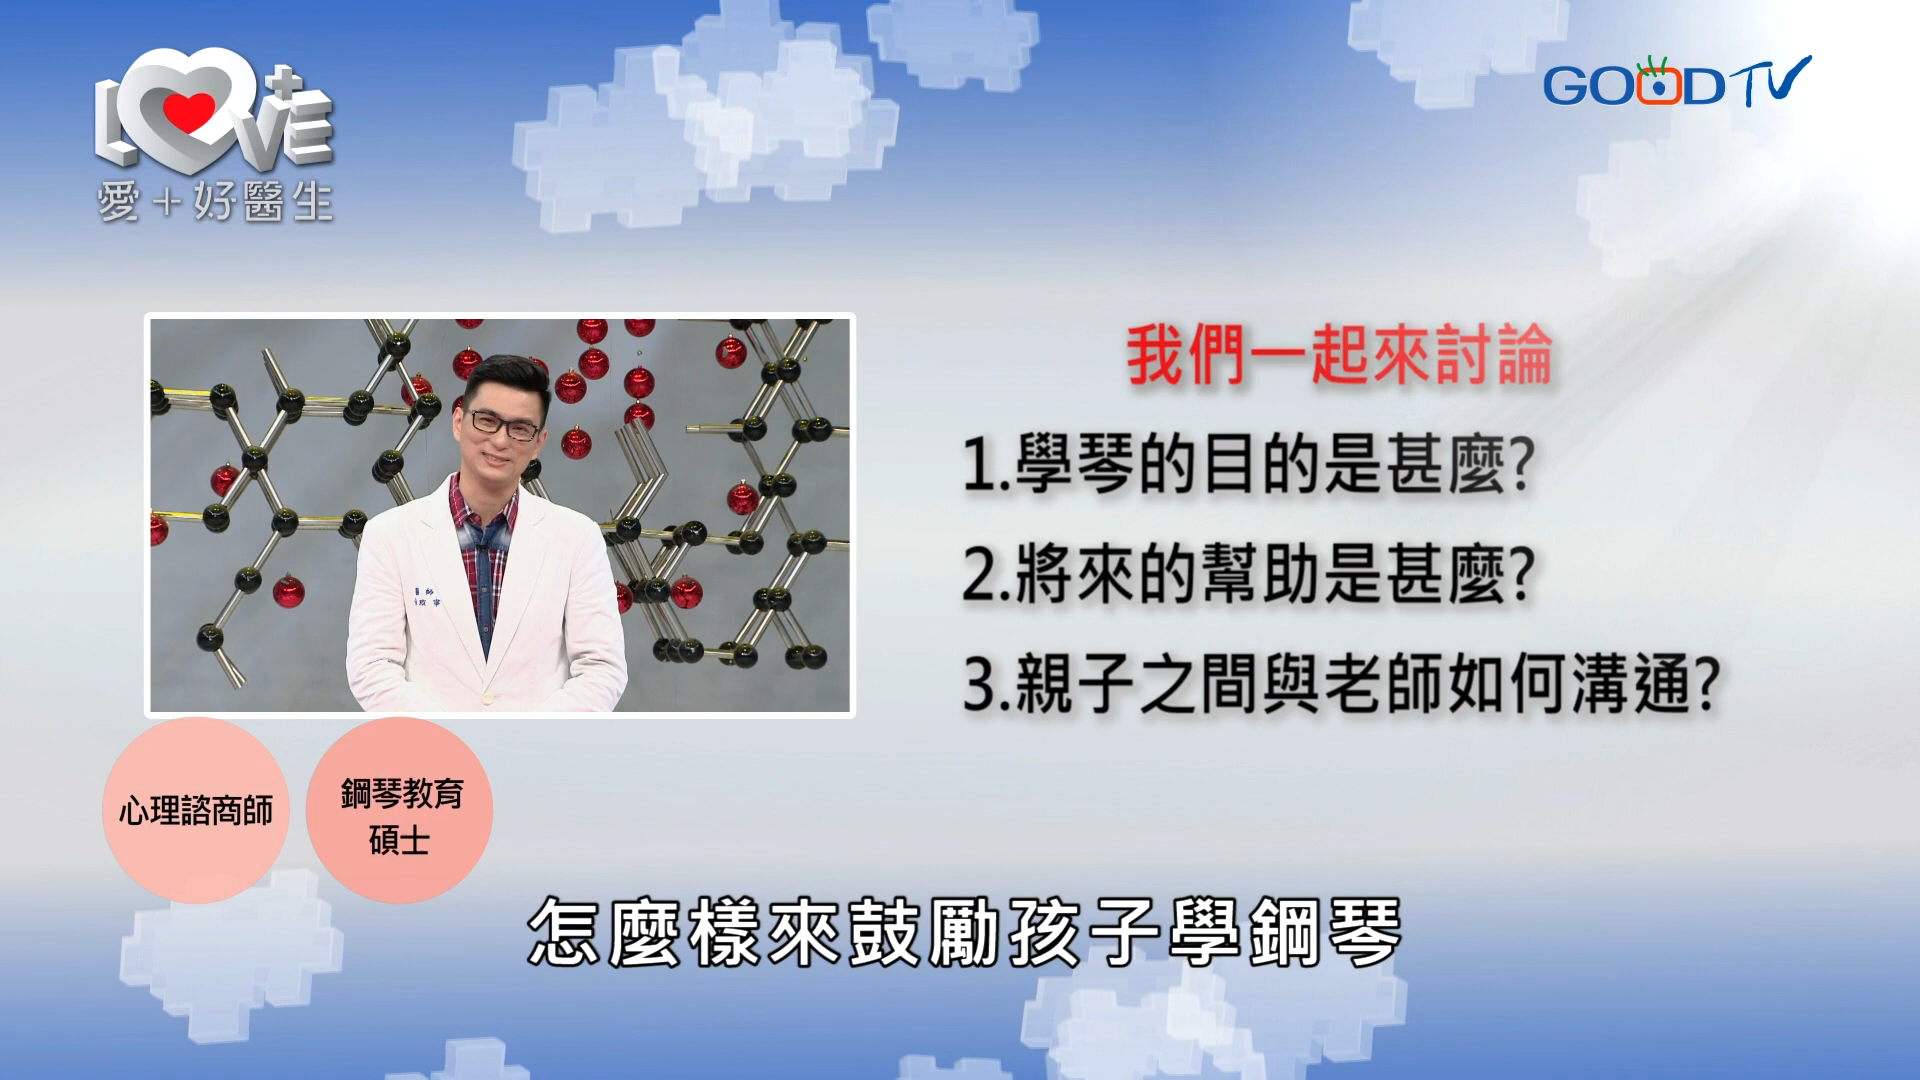 LOVE
愛+好醫生
GOODTV
我們一起來討論
1.學琴的目的是甚麼?
2.將來的幫助是甚麼?
3.親子之間與老師如何溝通?
醫師
心理諮商師
鋼琴教育
碩士
怎麼樣來鼓勵孩子學鋼琴